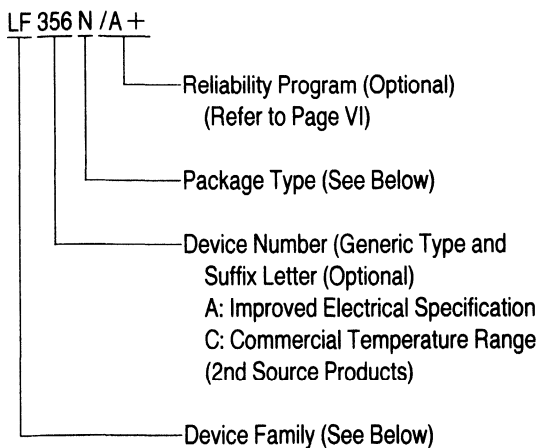 LF 356 N /A +
Reliability Program (Optional)
(Refer to Page VI)
Package Type (See Below)
Device Number (Generic Type and
Suffix Letter (Optional)
A: Improved Electrical Specification
C: Commercial Temperature Range
(2nd Source Products)
Device Family (See Below)